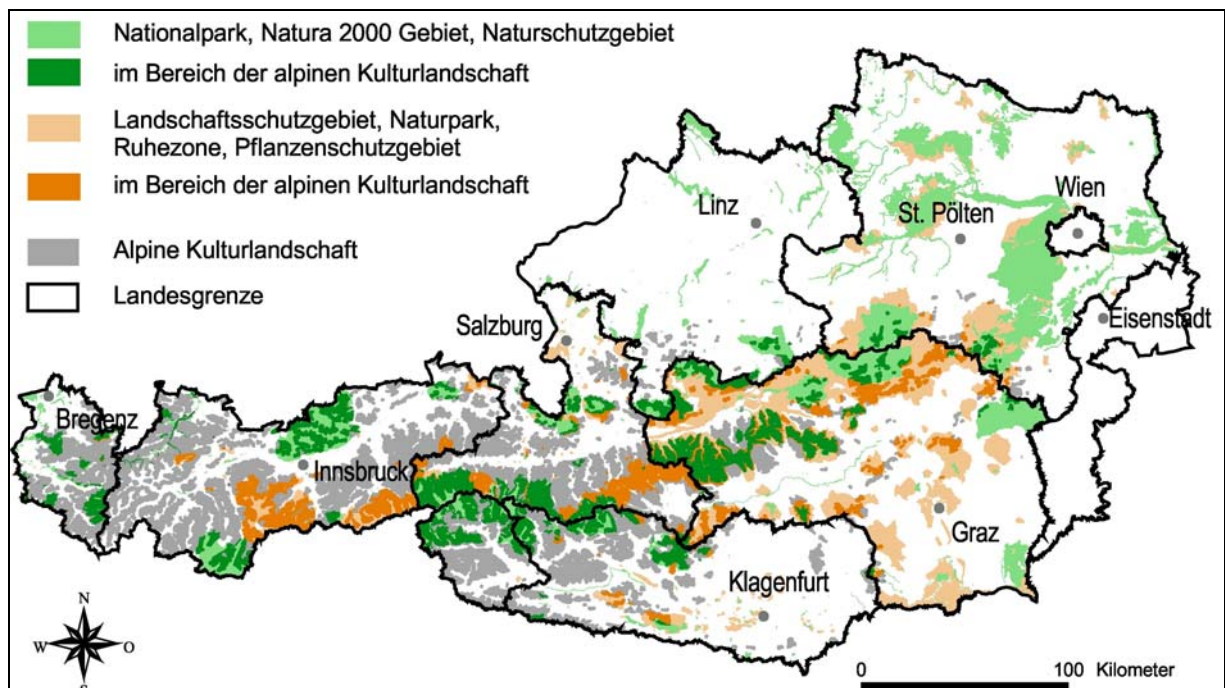 Nationalpark, Natura 2000 Gebiet, Naturschutzgebiet
im Bereich der alpinen Kulturlandschaft
Landschaftsschutzgebiet, Naturpark,
Ruhezone, Pflanzenschutzgebiet
im Bereich der alpinen Kulturlandschaft
Alpine Kulturlandschaft
Landesgrenze
Linz
St. Pölten
Wien
Eisenstadt
Salzburg
Bregenz
Innsbruck
Graz
Klagenfurt
N
W O
S
0 100 Kilometer